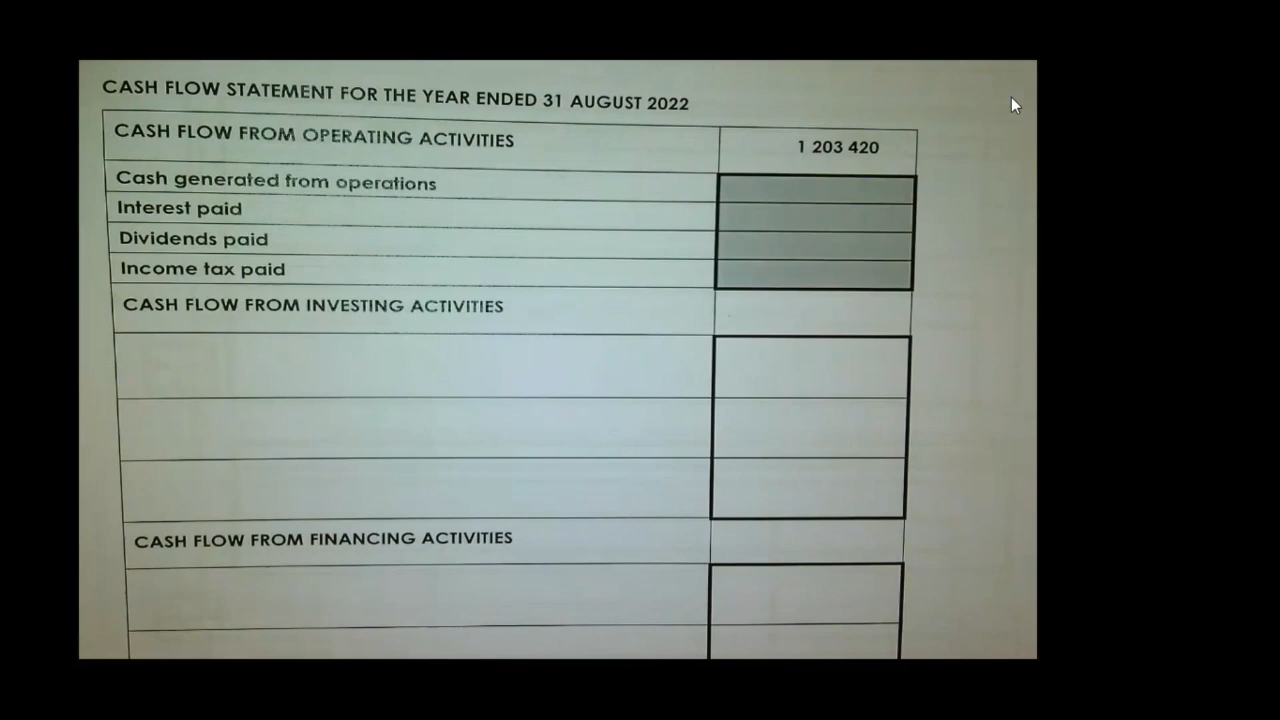 CASH FLOW STATEMENT FOR THE YEAR ENDED 31 AUGUST 2022
CASH FLOW FROM OPERATING ACTIVITIES 1 203 420
Cash generated from operations
Interest paid
Dividends paid
Income tax paid
CASH FLOW FROM INVESTING ACTIVITIES
CASH FLOW FROM FINANCING ACTIVITIES